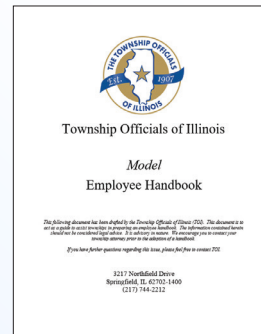 THE TOWNSHIP OFFICIALS
Est. 1907
OF ILLINOIS
Township Officials of Illinois
Model
Employee Handbook
This following document has been drafted by the Township Officials of Illinois (TOI). This document is to
act as a guide to assist townships in preparing an employee handbook. The information contained herein
should not be considered legal advice. It is advisory in nature. We encourage you to contact your
township attorney prior to the adoption of a handbook.
If you have further questions regarding this issue, please feel free to contact TOI.
3217 Northfield Drive
Springfield, IL 62702-1400
(217) 744-2212